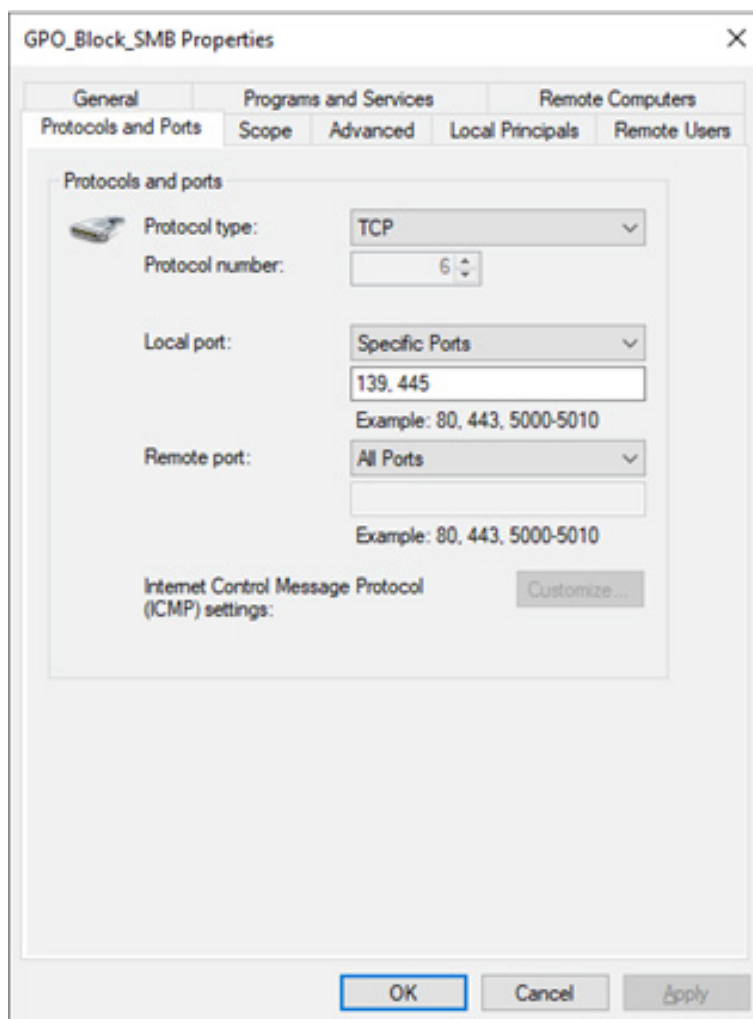 GPO_Block_SMB Properties
General Programs and Services Remote Computers
Protocols and Ports Scope Advanced Local Principals Remote Users
Protocols and ports
Protocol type: TCP
Protocol number: 6
Local port: Specific Ports
139, 445
Example: 80, 443, 5000-5010
Remote port: All Ports
Example: 80, 443, 5000-5010
Internet Control Message Protocol
(ICMP) settings: Customize...
OK Cancel Apply